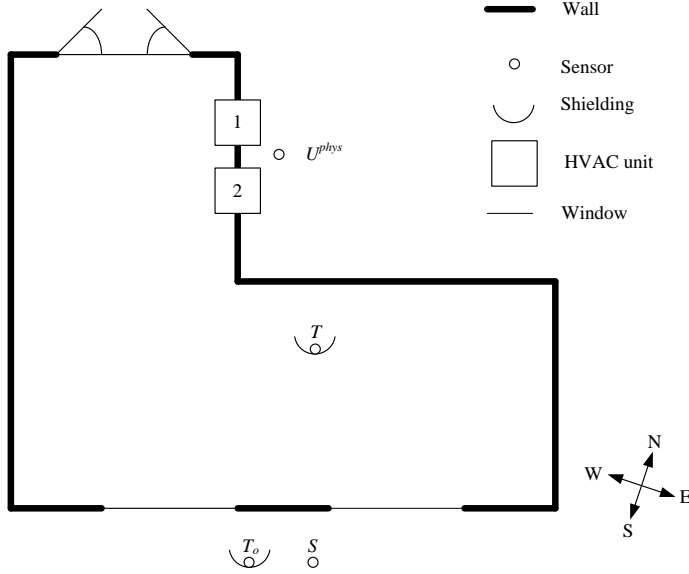 Wall
Sensor
Shielding
HVAC unit
Window
1
U^phys
2
T
N
W
E
S
T_o
S